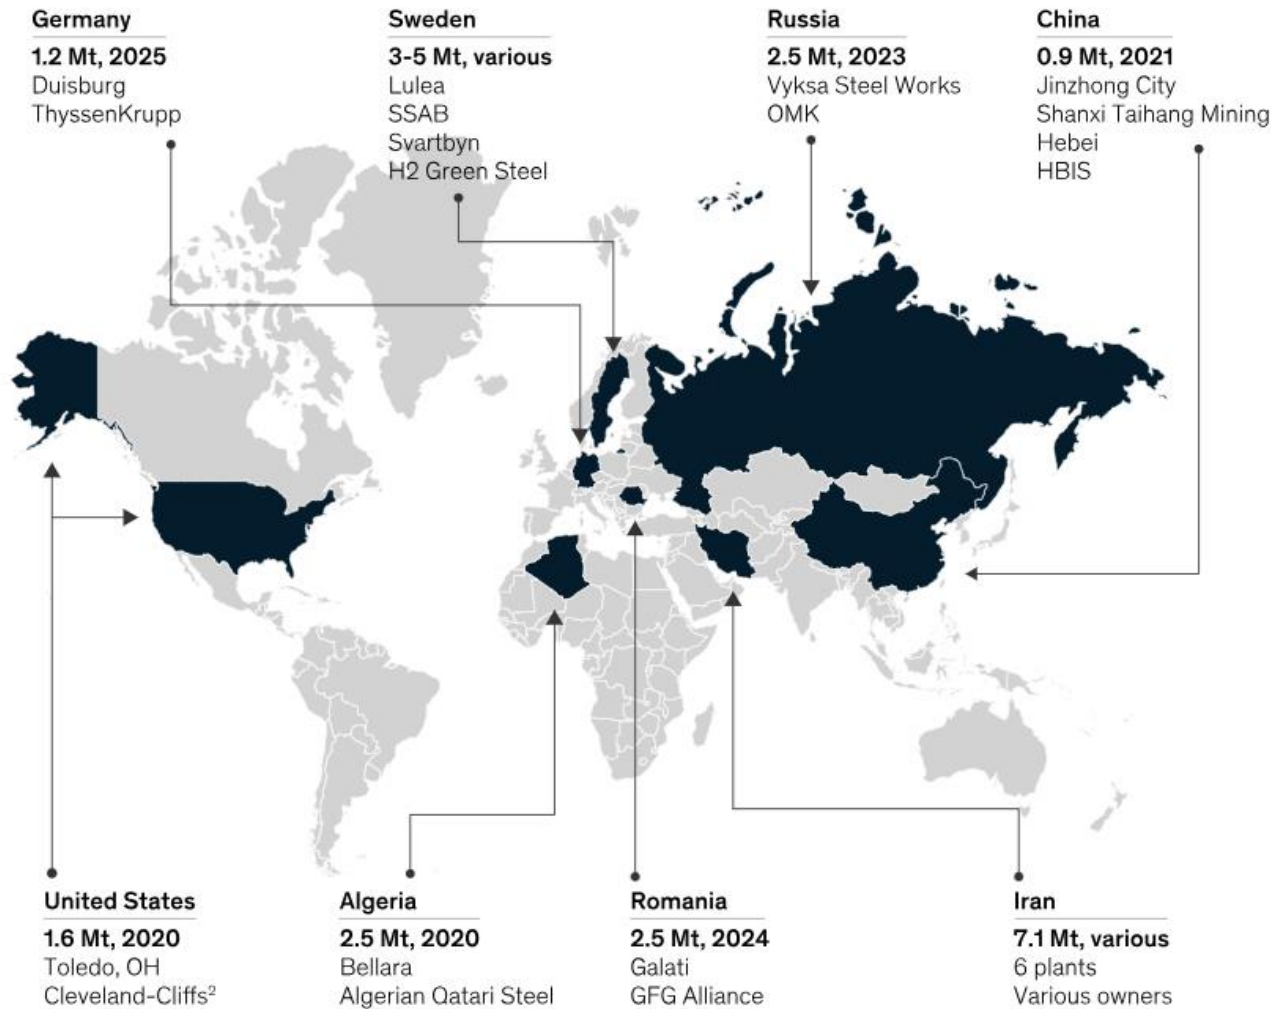 Germany
1.2 Mt, 2025
Duisburg
ThyssenKrupp
Sweden
3-5 Mt, various
Lulea
SSAB
Svartbyn
H2 Green Steel
Russia
2.5 Mt, 2023
Vyksa Steel Works
OMK
China
0.9 Mt, 2021
Jinzhong City
Shanxi Taihang Mining
Hebei
HBIS
United States
1.6 Mt, 2020
Toledo, OH
Cleveland-Cliffs²
Algeria
2.5 Mt, 2020
Bellara
Algerian Qatari Steel
Romania
2.5 Mt, 2024
Galati
GFG Alliance
Iran
7.1 Mt, various
6 plants
Various owners